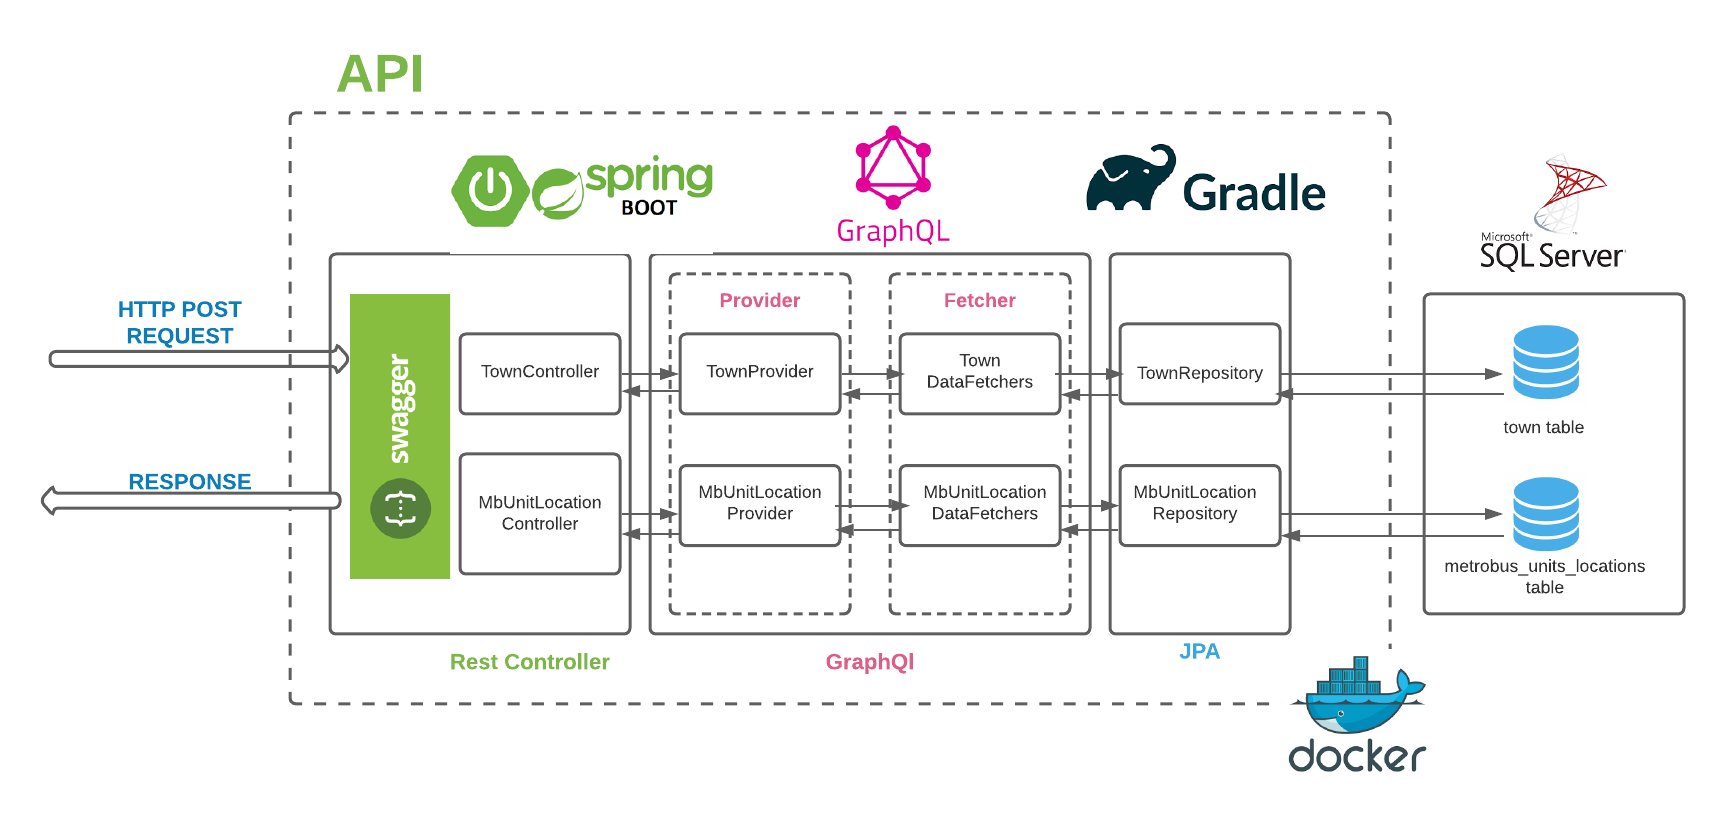 API
spring
BOOT
GraphQL
Gradle
Microsoft®
SQL Server
HTTP POST
REQUEST
RESPONSE
swagger
{...}
TownController
MbUnitLocation
Controller
Rest Controller
Provider
TownProvider
MbUnitLocation
Provider
Fetcher
Town
DataFetchers
MbUnitLocation
DataFetchers
GraphQl
TownRepository
MbUnitLocation
Repository
JPA
town table
metrobus_units_locations
table
docker